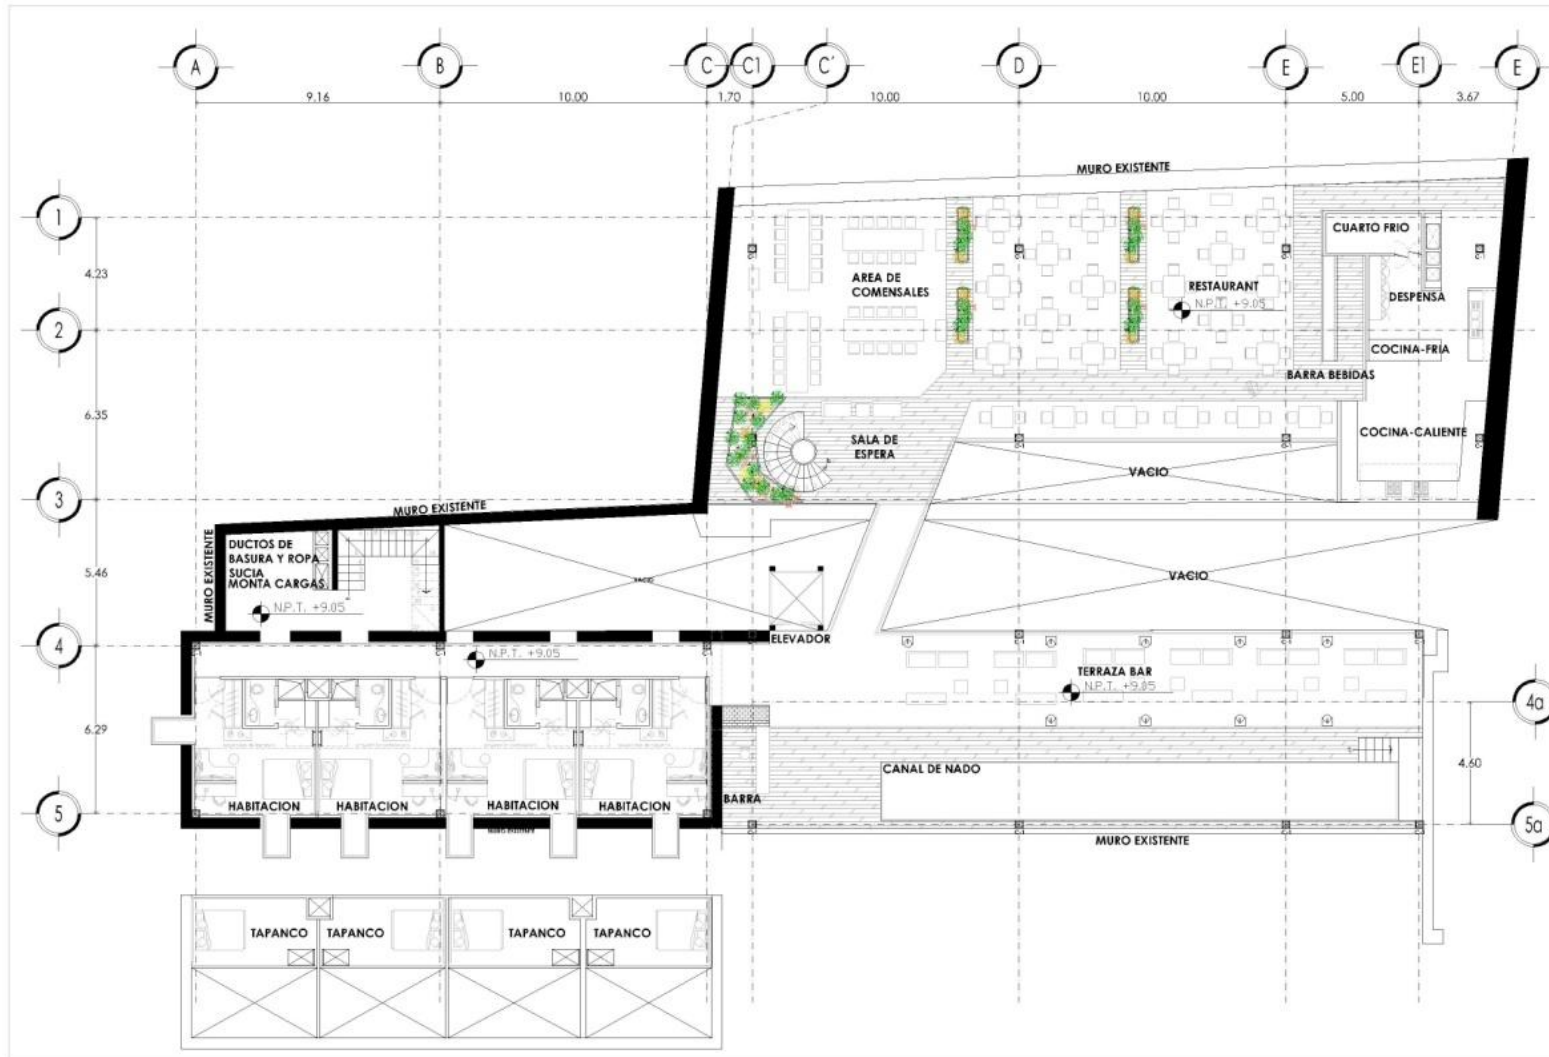 A B C C1 C´ D E E1 E
9.16 10.00 1.70 10.00 10.00 5.00 3.67
MURO EXISTENTE
1
CUARTO FRIO
4.23
AREA DE
COMENSALES
RESTAURANT
N.P.T. +9.05
DESPENSA
2
COCINA-FRIA
BARRA BEBIDAS
6.35
SALA DE
ESPERA
COCINA-CALIENTE
VACIO
3
MURO EXISTENTE
MURO EXISTENTE
DUCTOS DE
BASURA Y ROPA
SUCIA
MONTA CARGAS
N.P.T. +9.05
5.46
VACIO
VACIO
ELEVADOR
4
N.P.T. +9.05
TERRAZA BAR
N.P.T. +9.05
4a
6.29
4.60
CANAL DE NADO
BARRA
HABITACION HABITACION HABITACION HABITACION
5
5a
MURO EXISTENTE
MURO EXISTENTE
TAPANCO TAPANCO TAPANCO TAPANCO